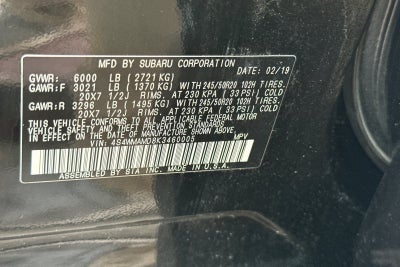 MFD BY SUBARU CORPORATION
DATE 02/19
GVWR: 6000 LB (2721 KG)
GAWR:F 3021 LB (1370 KG) WITH 245/50R20 102H TIRES.
20X7 1/2J RIMS. AT 230 KPA (33 PSI) COLD
GAWR:R 3296 LB (1495 KG) WITH 245/50R20 102H TIRES.
20X7 1/2J RIMS. AT 230 KPA (33 PSI) COLD
THIS VEHICLE CONFORMS TO ALL APPLICABLE FEDERAL MOTOR
VEHICLE SAFETY AND THEFT PREVENTION STANDARDS IN EFFECT
ON THE DATE OF MANUFACTURE SHOWN ABOVE.
VIN: 4S4WMAMD8K3460005 MPV
ASSEMBLED BY SIA INC. MADE IN U.S.A.